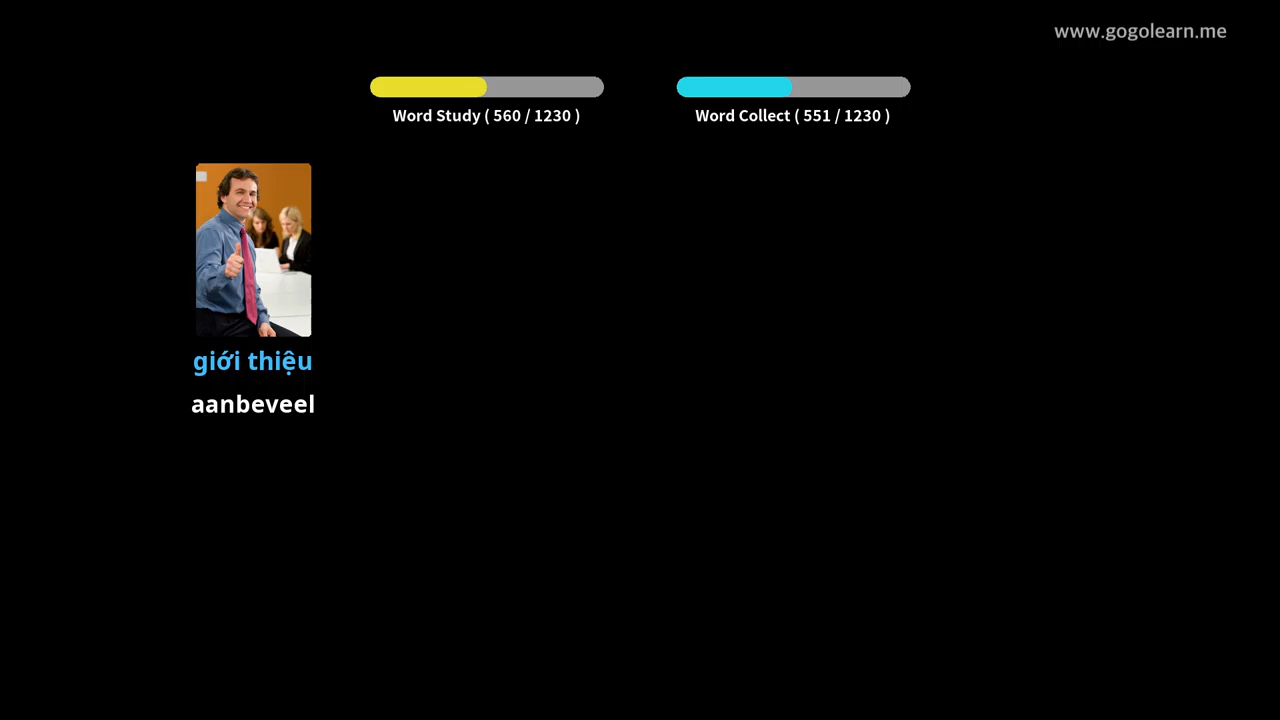 www.gogolearn.me
Word Study ( 560 / 1230 )
Word Collect ( 551 / 1230 )
giới thiệu
aanbeveel